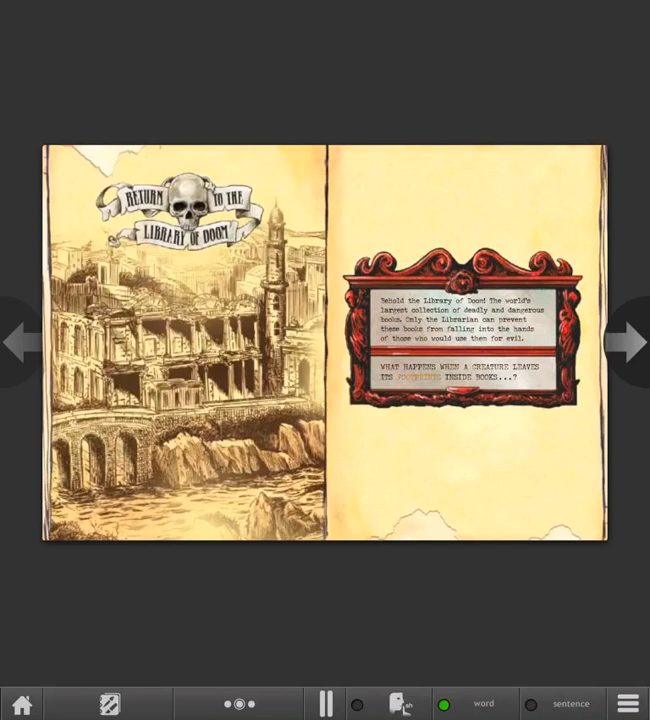 RETURN TO THE
LIBRARY OF DOOM
Behold the Library of Doom! The world's
largest collection of deadly and dangerous
books. Only the Librarian can prevent
these books from falling into the hands
of those who would use them for evil.
WHAT HAPPENS WHEN A CREATURE LEAVES
ITS FOOTPRINTS INSIDE BOOKS...?
sh
word
sentence